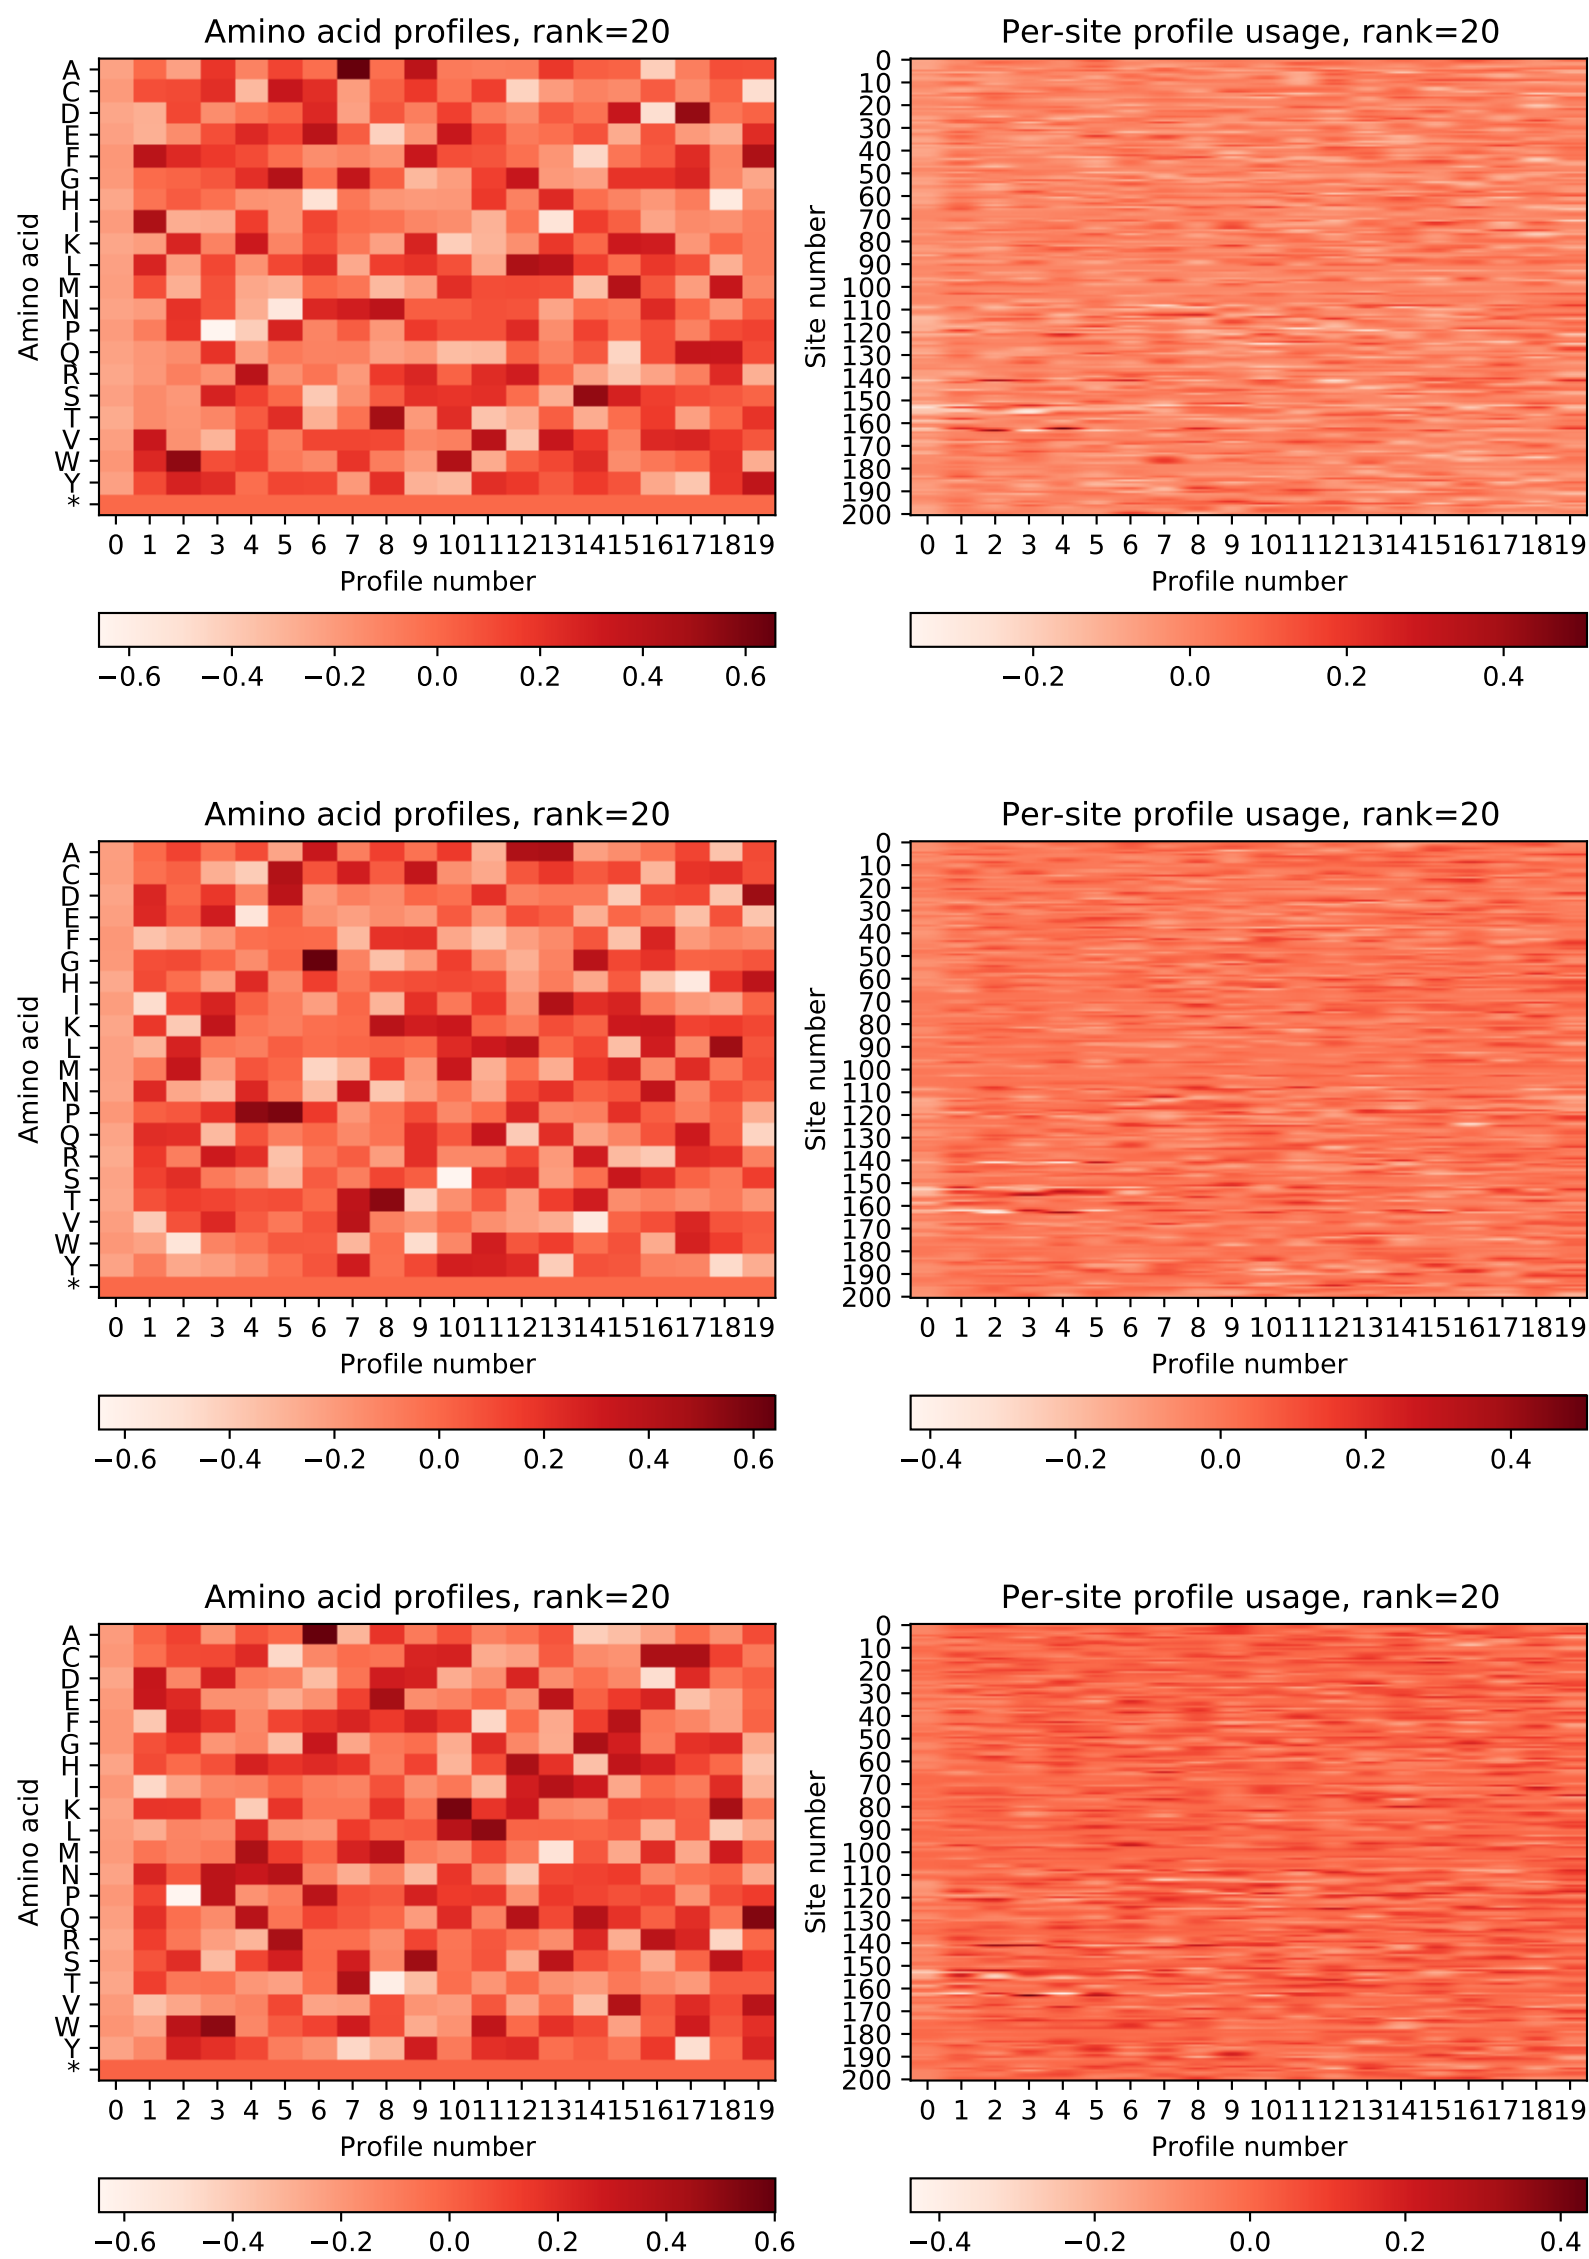 Amino acid profiles, rank=20
Per-site profile usage, rank=20
Amino acid
A
C
D
E
F
G
H
I
K
L
M
N
P
Q
R
S
T
V
W
Y
*
0 1 2 3 4 5 6 7 8 9 10 11 12 13 14 15 16 17 18 19
Profile number
−0.6 −0.4 −0.2 0.0 0.2 0.4 0.6
Site number
0
10
20
30
40
50
60
70
80
90
100
110
120
130
140
150
160
170
180
190
200
0 1 2 3 4 5 6 7 8 9 10 11 12 13 14 15 16 17 18 19
Profile number
−0.2 0.0 0.2 0.4
Amino acid profiles, rank=20
Per-site profile usage, rank=20
Amino acid
A
C
D
E
F
G
H
I
K
L
M
N
P
Q
R
S
T
V
W
Y
*
0 1 2 3 4 5 6 7 8 9 10 11 12 13 14 15 16 17 18 19
Profile number
−0.6 −0.4 −0.2 0.0 0.2 0.4 0.6
Site number
0
10
20
30
40
50
60
70
80
90
100
110
120
130
140
150
160
170
180
190
200
0 1 2 3 4 5 6 7 8 9 10 11 12 13 14 15 16 17 18 19
Profile number
−0.4 −0.2 0.0 0.2 0.4
Amino acid profiles, rank=20
Per-site profile usage, rank=20
Amino acid
A
C
D
E
F
G
H
I
K
L
M
N
P
Q
R
S
T
V
W
Y
*
0 1 2 3 4 5 6 7 8 9 10 11 12 13 14 15 16 17 18 19
Profile number
−0.6 −0.4 −0.2 0.0 0.2 0.4 0.6
Site number
0
10
20
30
40
50
60
70
80
90
100
110
120
130
140
150
160
170
180
190
200
0 1 2 3 4 5 6 7 8 9 10 11 12 13 14 15 16 17 18 19
Profile number
−0.4 −0.2 0.0 0.2 0.4